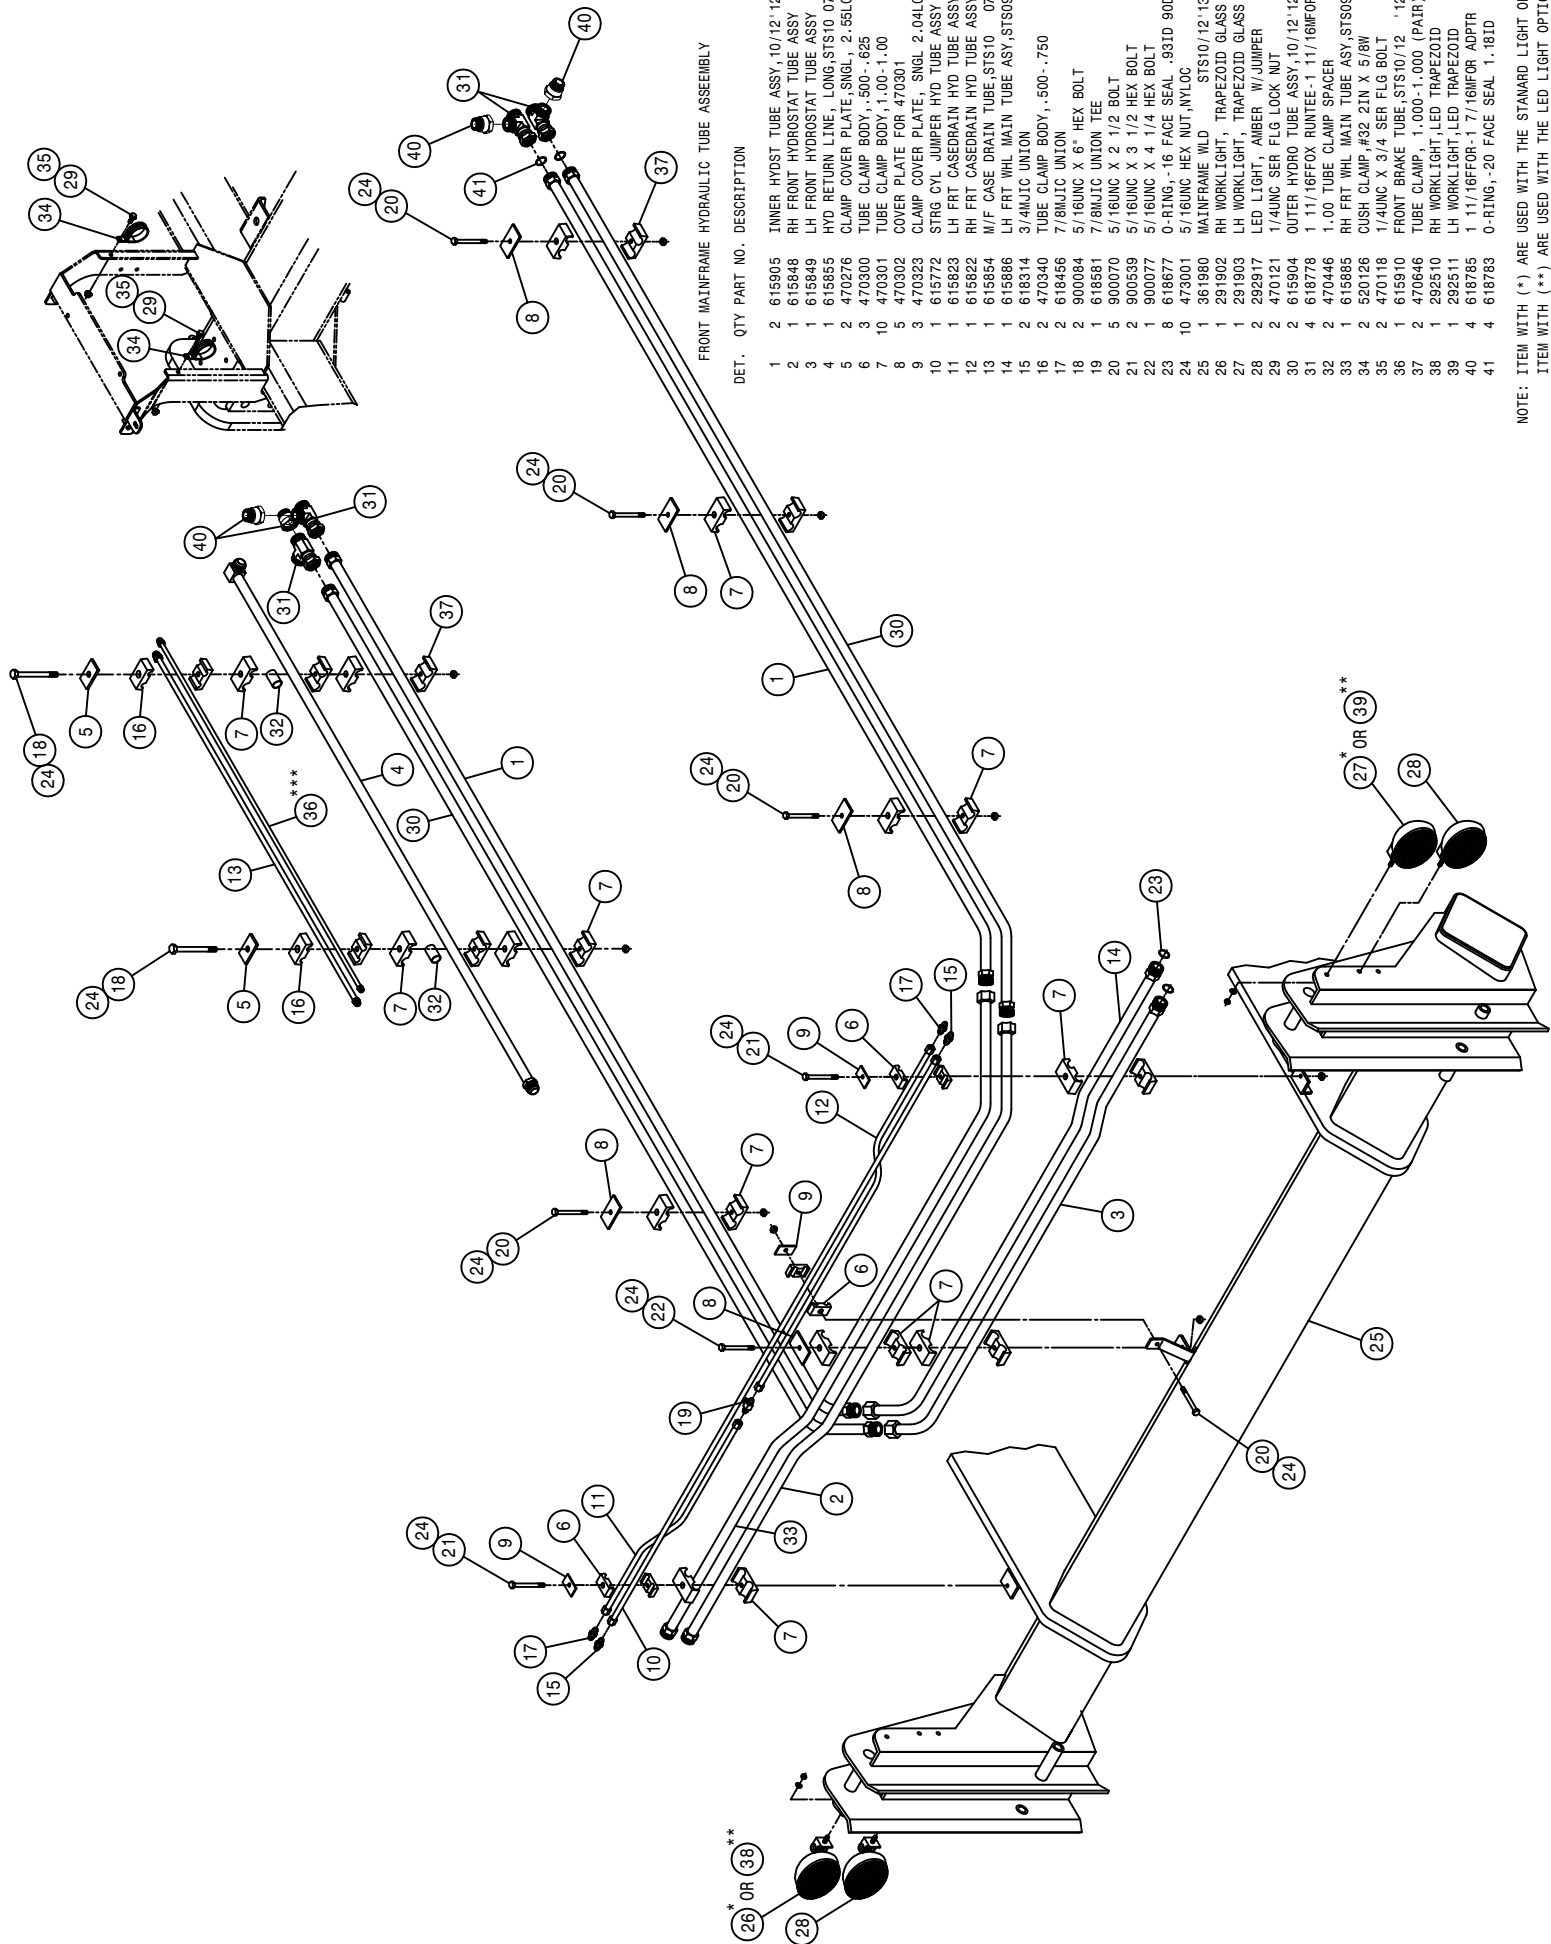 FRONT MAINFRAME HYDRAULIC TUBE ASSEEMBLY
DET. QTY PART NO. DESCRIPTION
1 2 615905 INNER HYDST TUBE ASSY,10/12'12
2 1 615848 RH FRONT HYDROSTAT TUBE ASSY
3 1 615849 LH FRONT HYDROSTAT TUBE ASSY
4 1 615855 HYD RETURN LINE, LONG,STS10 07
5 2 470276 CLAMP COVER PLATE,SNGL, 2.55LG
6 3 470300 TUBE CLAMP BODY,.500-.625
7 10 470301 TUBE CLAMP BODY,1.00-1.00
8 5 470302 COVER PLATE FOR 470301
9 3 470323 CLAMP COVER PLATE, SNGL 2.04LG
10 1 615772 STRG CYL JUMPER HYD TUBE ASSY
11 1 615823 LH FRT CASEDRAIN HYD TUBE ASSY
12 1 615822 RH FRT CASEDRAIN HYD TUBE ASSY
13 1 615854 M/F CASE DRAIN TUBE,STS10 07
14 1 615886 LH FRT WHL MAIN TUBE ASY,STS09
15 2 618314 3/4MJIC UNION
16 2 470340 TUBE CLAMP BODY,.500-.750
17 2 618456 7/8MJIC UNION
18 2 900084 5/16UNC X 6" HEX BOLT
19 1 618581 7/8MJIC UNION TEE
20 5 900070 5/16UNC X 2 1/2 BOLT
21 2 900539 5/16UNC X 3 1/2 HEX BOLT
22 1 900077 5/16UNC X 4 1/4 HEX BOLT
23 8 618677 O-RING,-16 FACE SEAL .93ID 90D
24 10 473001 5/16UNC HEX NUT,NYLOC
25 1 361980 MAINFRAME WLD STS10/12'13
26 1 291902 RH WORKLIGHT, TRAPEZOID GLASS
27 1 291903 LH WORKLIGHT, TRAPEZOID GLASS
28 2 292917 LED LIGHT, AMBER W/JUMPER
29 2 470121 1/4UNC SER FLG LOCK NUT
30 2 615904 OUTER HYDRO TUBE ASSY,10/12'12
31 4 618778 1 11/16FFOX RUNTEE-1 11/16MFOR
32 2 470446 1.00 TUBE CLAMP SPACER
33 1 615885 RH FRT WHL MAIN TUBE ASY,STS09
34 2 520126 CUSH CLAMP,#32 2IN X 5/8W
35 2 470118 1/4UNC X 3/4 SER FLG BOLT
36 1 615910 FRONT BRAKE TUBE,STS10/12 '12
37 2 470646 TUBE CLAMP, 1.000-1.000 (PAIR)
38 1 292510 RH WORKLIGHT,LED TRAPEZOID
39 1 292511 LH WORKLIGHT,LED TRAPEZOID
40 4 618785 1 11/16FFOR-1 7/16MFOR ADPTR
41 4 618783 O-RING,-20 FACE SEAL 1.18ID
NOTE: ITEM WITH (*) ARE USED WITH THE STANARD LIGHT
ITEM WITH (**) ARE USED WITH THE LED LIGHT
40
31
40
41
24
20
37
8
35
29
34
35
29
34
40
31
31
24
20
8
7
18
24
5
16
7
32
37
4
1
30
36 ***
13
24
18
5
16
7
32
7
1
30
24
20
8
7
27 * OR 39 **
28
23
14
17
15
24
21
9
6
7
12
8
7
24
20
9
6
3
24
22
8
7
25
19
20
24
2
33
11
24
21
9
6
7
17
15
10
26 * OR 38 **
28